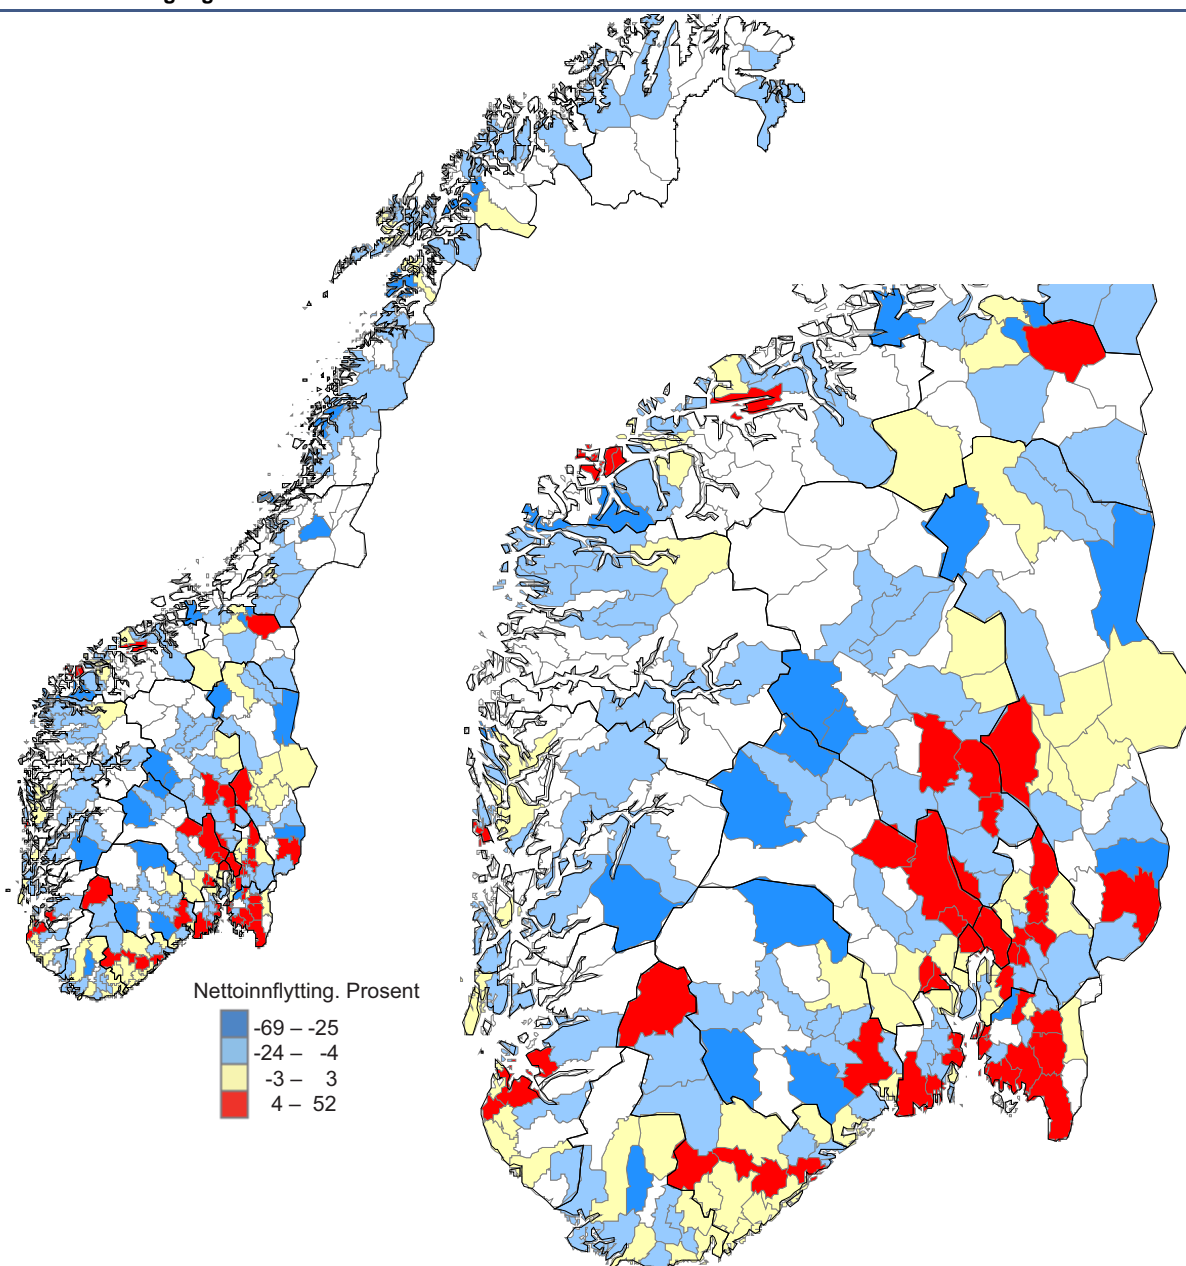 Nettoinnflytting. Prosent
-69 – -25
-24 – -4
-3 – 3
4 – 52